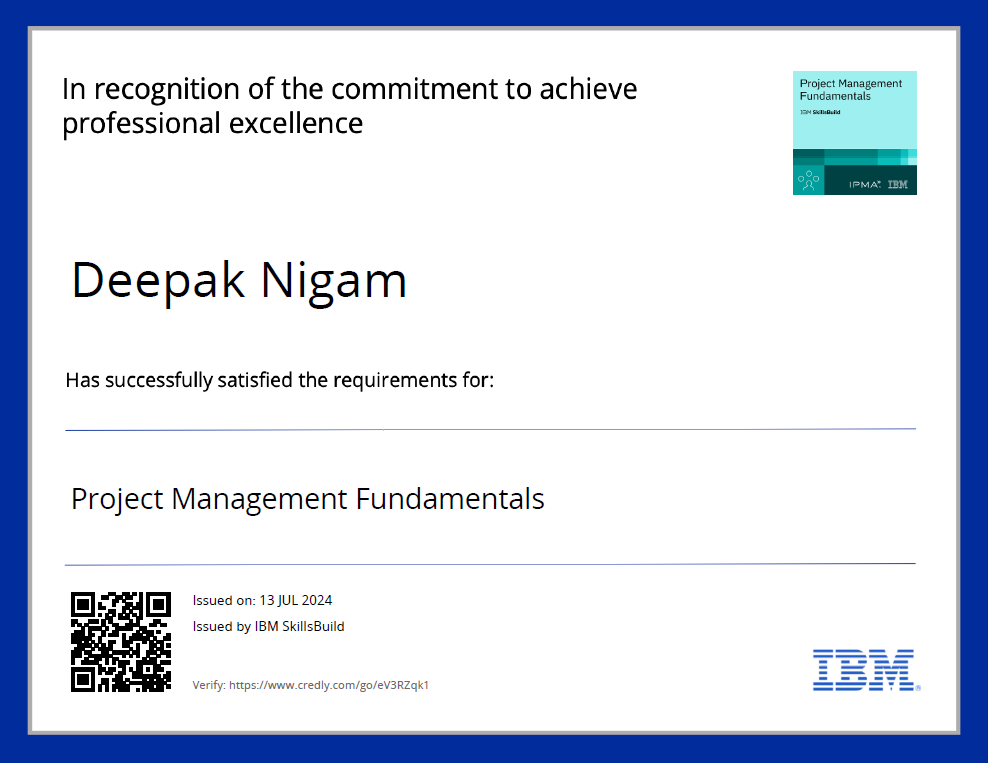 In recognition of the commitment to achieve
professional excellence
Project Management
Fundamentals
IBM SkillsBuild
IPMA® IBM
Deepak Nigam
Has successfully satisfied the requirements for:
Project Management Fundamentals
Issued on: 13 JUL 2024
Issued by IBM SkillsBuild
Verify: https://www.credly.com/go/eV3RZqk1
IBM®